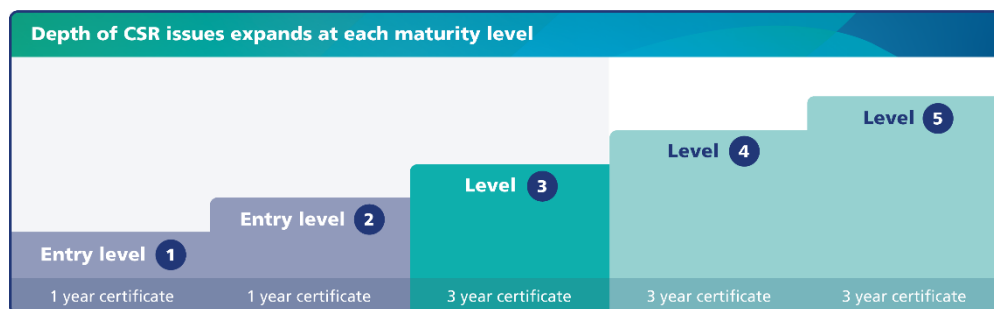 Depth of CSR issues expands at each maturity level
Entry level 1
1 year certificate
Entry level 2
1 year certificate
Level 3
3 year certificate
Level 4
3 year certificate
Level 5
3 year certificate